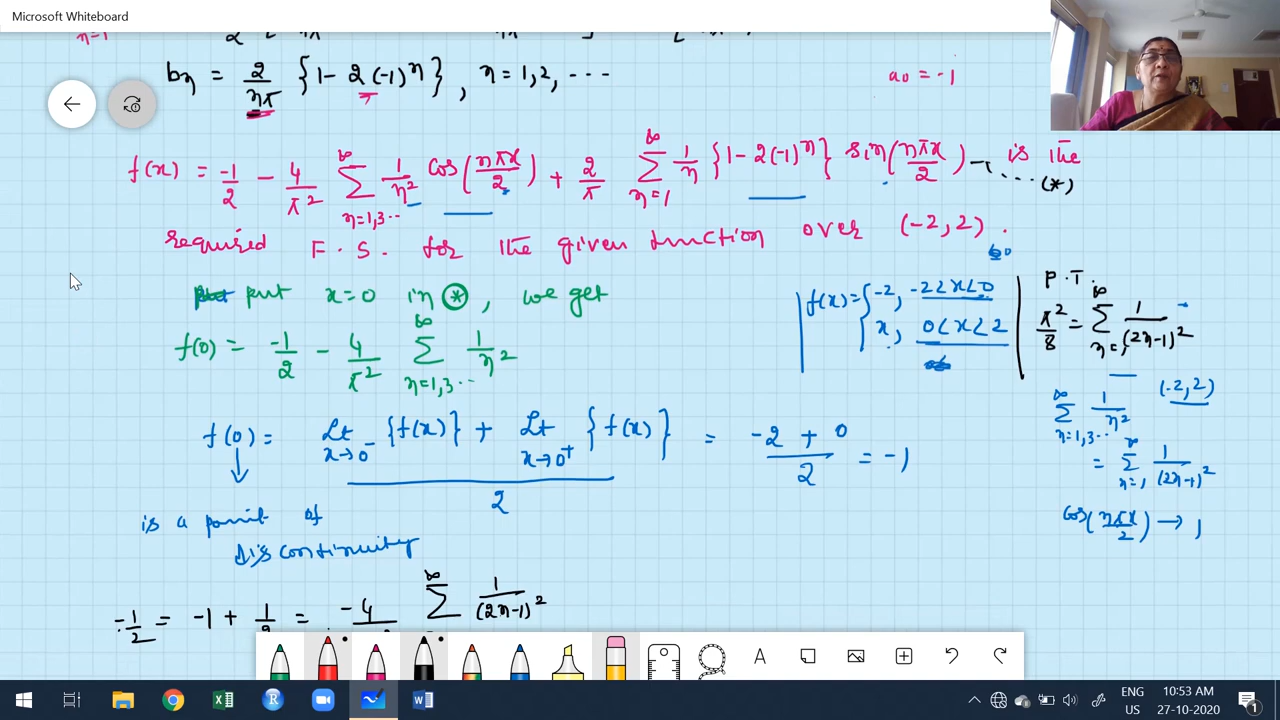 Microsoft Whiteboard
n=1
bn = 2/nπ {1 - 2(-1)^n}, n = 1, 2, ...
a0 = -1
f(x) = -1/2 - 4/π² ∑_{n=1,3..}^{∞} 1/n² cos(nπx/2) + 2/π ∑_{n=1}^{∞} 1/n {1 - 2(-1)^n} sin(nπx/2) - is the
....(*)
required F.S. for the given function over (-2, 2).
put x=0 in (*), we get
f(0) = -1/2 - 4/π² ∑_{n=1,3..}^{∞} 1/n²
f(x) = { -2, -2<x<0
x, 0<x<2
P.T.
π²/8 = ∑_{n=1}^{∞} 1/(2n-1)²
(-2, 2)
∑_{n=1,3..}^{∞} 1/n²
= ∑_{n=1}^{∞} 1/(2n-1)²
cos(nπx/2) → 1
f(0) = Lt_{x→0⁻} {f(x)} + Lt_{x→0⁺} {f(x)} / 2 = -2 + 0 / 2 = -1
is a point of
discontinuity
-1/2 = -1 + 1/2 = -4 ∑^{∞} 1/(2n-1)²
ENG
US
10:53 AM
27-10-2020